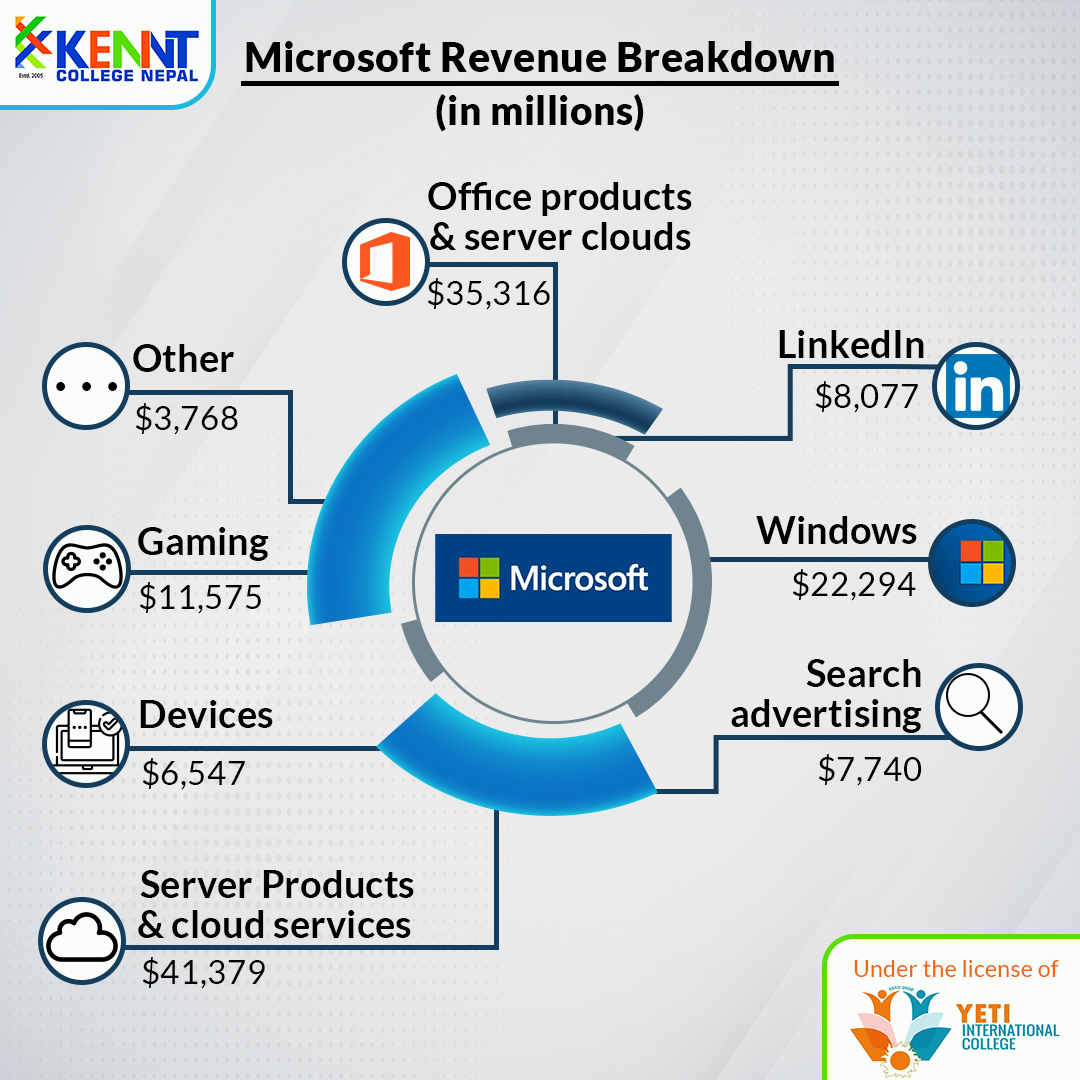 KENNT
COLLEGE NEPAL
Estd. 2005
Microsoft Revenue Breakdown
(in millions)
Office products
& server clouds
$35,316
Other
$3,768
LinkedIn
$8,077
in
Gaming
$11,575
Windows
$22,294
Microsoft
Devices
$6,547
Search
advertising
$7,740
Server Products
& cloud services
$41,379
Under the license of
YETI
INTERNATIONAL
COLLEGE